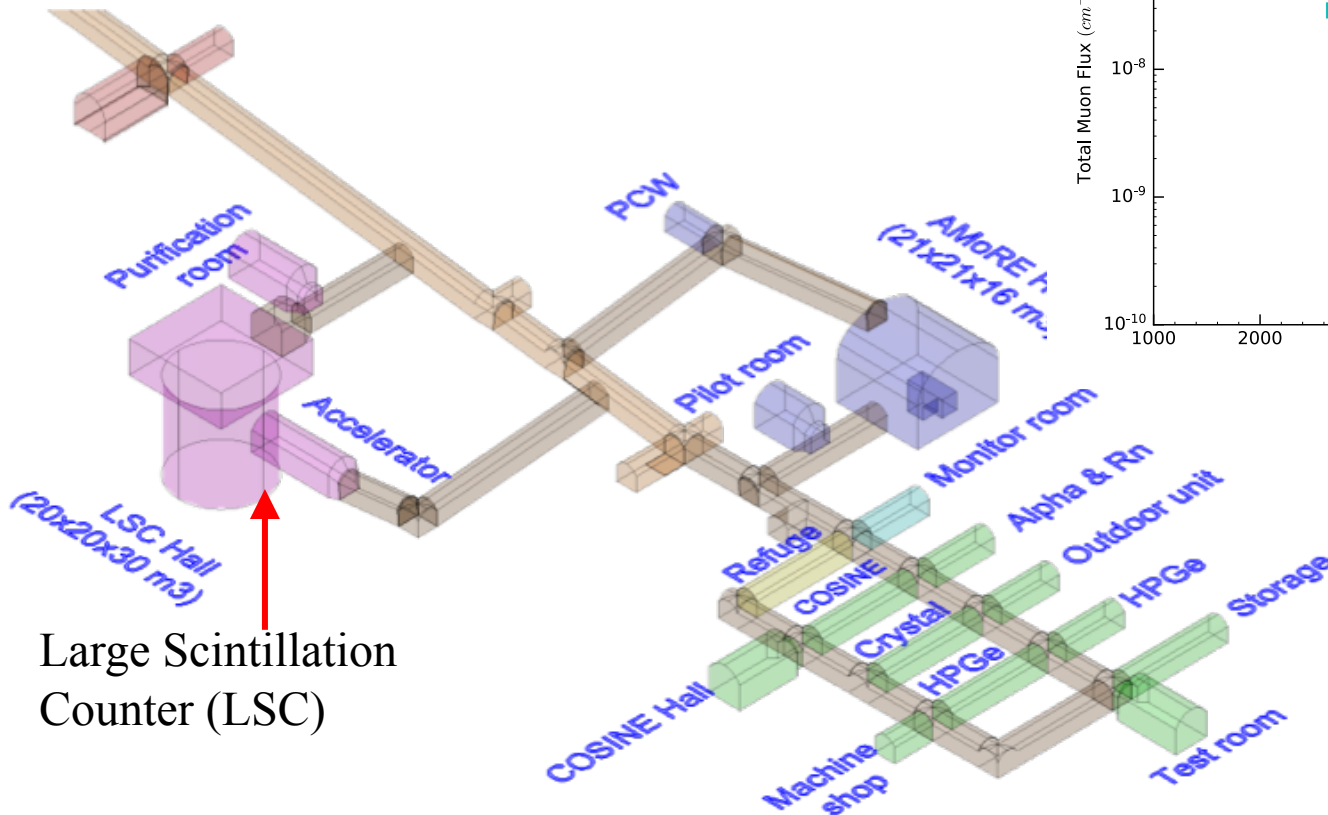 Total Muon Flux (cm⁻
10⁻⁸
10⁻⁹
10⁻¹⁰
1000
2000
PCW
Purification
room
AMoRE
(21x21x16 m3
Pilot room
Accelerator
Monitor room
LSC Hall
(20x20x30 m3)
Alpha & Rn
Refuge
Outdoor unit
COSINE
HPGe
Crystal
Storage
HPGe
Large Scintillation
Counter (LSC)
COSINE Hall
Machine
shop
Test room